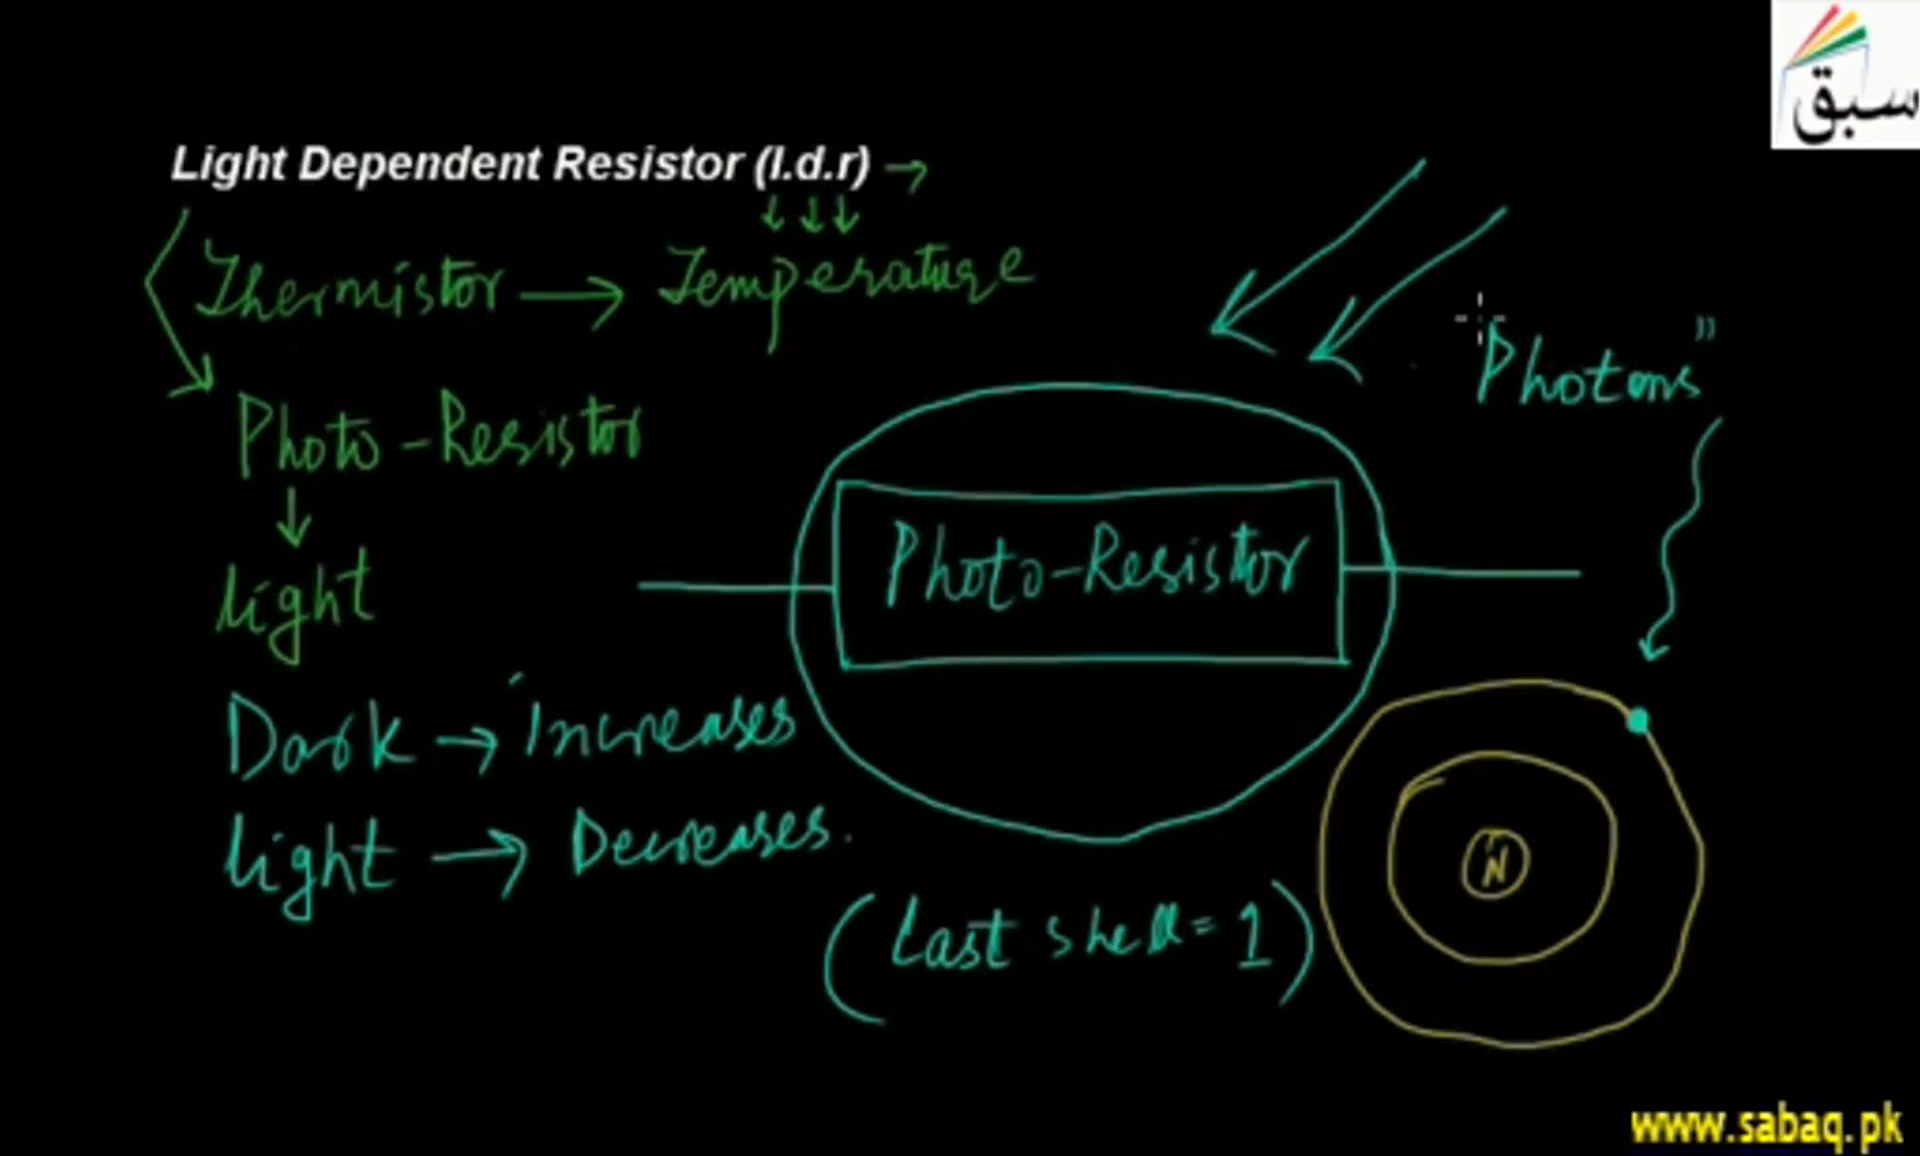 سبق
Light Dependent Resistor (l.d.r) →
Thermistor → Temperature
"Photons"
Photo-Resistor
Photo-Resistor
light
Dark → Increases
light → Decreases.
(Last shell = 1)
N
www.sabaq.pk